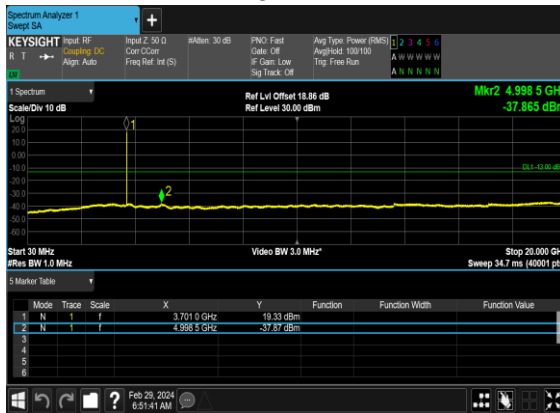 Spectrum Analyzer 1
Swept SA
KEYSIGHT Input: RF Input Z: 50 Ω #Atten: 30 dB PNO: Fast Avg Type: Power (RMS) 1 2 3 4 5 6
R T Coupling: DC Corr CCorr Gate: Off Avg|Hold: 100/100 A W W W W W
Align: Auto Freq Ref: Int (S) IF Gain: Low Trig: Free Run
LXI Sig Track: Off A N N N N N
1 Spectrum Ref Lvl Offset 18.86 dB Mkr2 4.998 5 GH
Scale/Div 10 dB Ref Level 30.00 dBm -37.865 dBr
Log
20.0
10.0
0.00
-10.0
-20.0
-30.0
-40.0
-50.0
-60.0
1
2
DL1 -13.00 dB
Start 30 MHz Video BW 3.0 MHz* Stop 20.000 GH
#Res BW 1.0 MHz Sweep 34.7 ms (40001 pt
5 Marker Table
Mode Trace Scale X Y Function Function Width Function Value
1 N 1 f 3.701 0 GHz 19.33 dBm
2 N 1 f 4.998 5 GHz -37.87 dBm
3
4
5
6
? Feb 29, 2024
6:51:41 AM